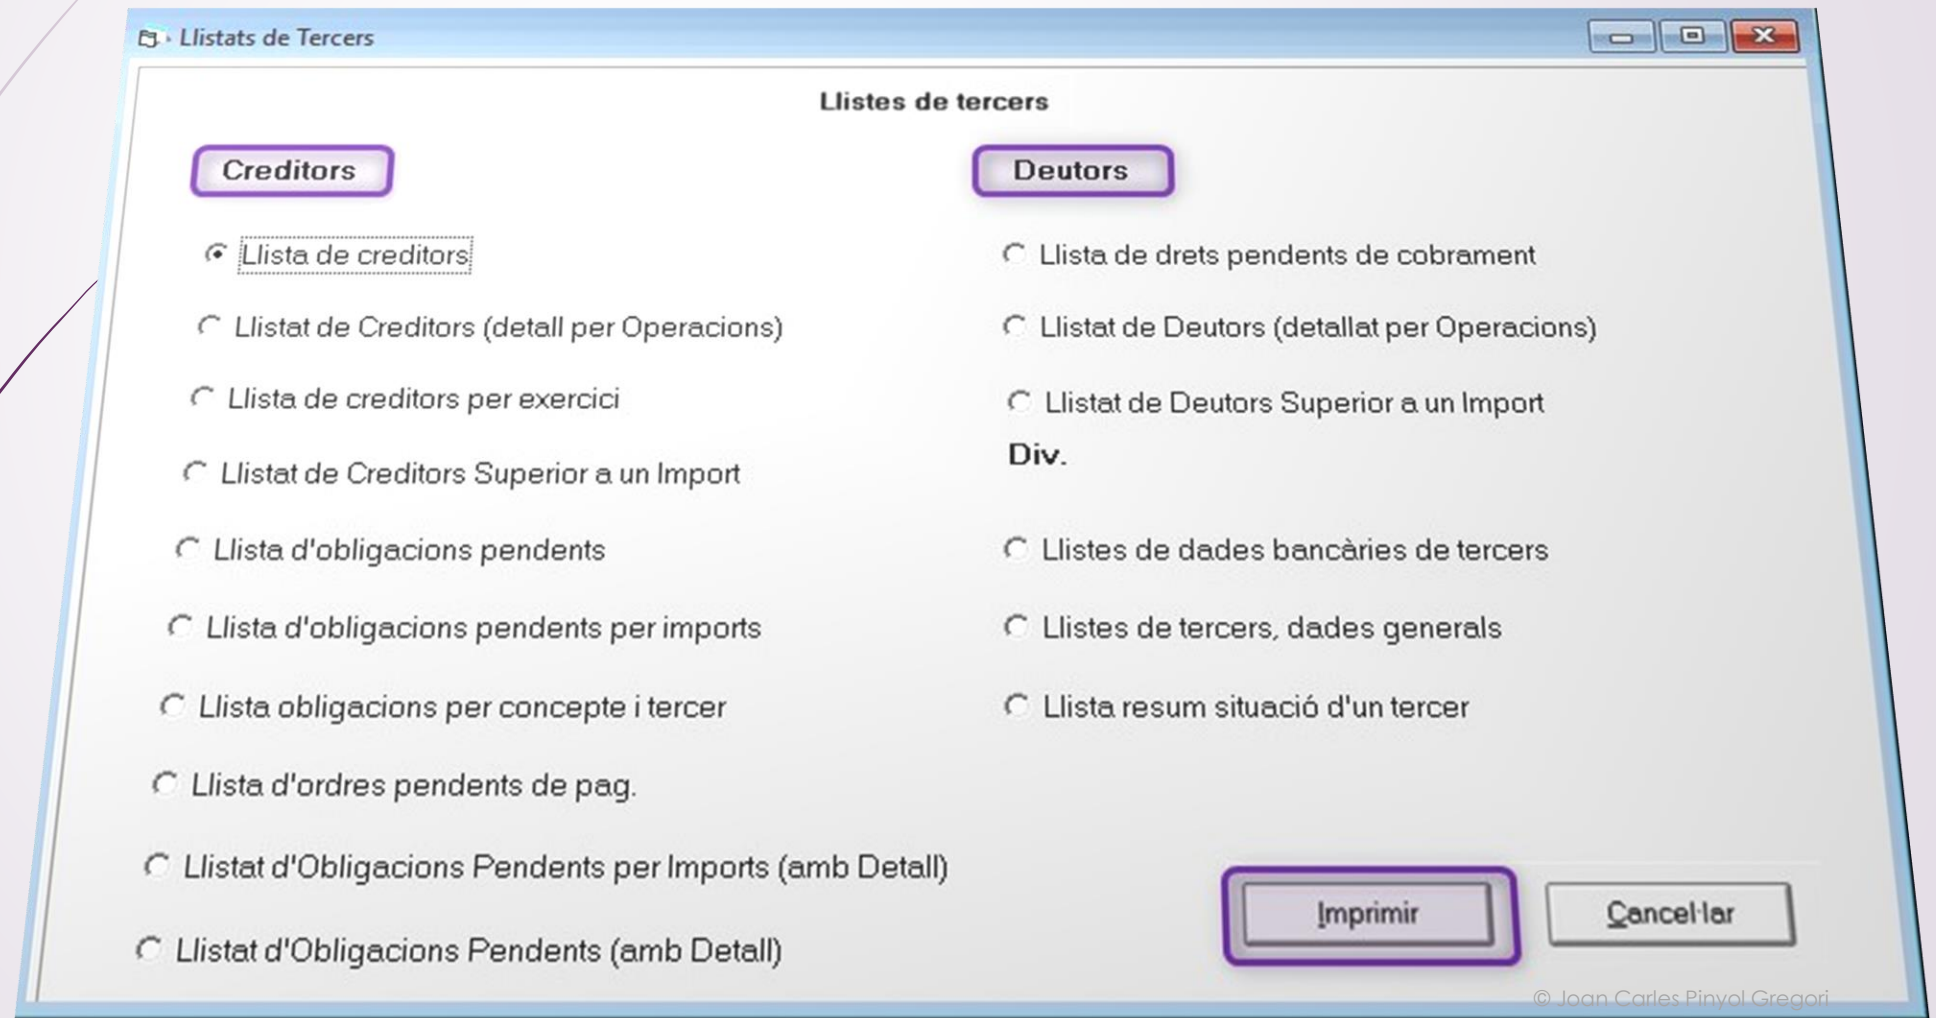 Llistats de Tercers
Llistes de tercers
Creditors
Llista de creditors
Llistat de Creditors (detall per Operacions)
Llista de creditors per exercici
Llistat de Creditors Superior a un Import
Llista d'obligacions pendents
Llista d'obligacions pendents per imports
Llista obligacions per concepte i tercer
Llista d'ordres pendents de pag.
Llistat d'Obligacions Pendents per Imports (amb Detall)
Llistat d'Obligacions Pendents (amb Detall)
Deutors
Llista de drets pendents de cobrament
Llistat de Deutors (detallat per Operacions)
Llistat de Deutors Superior a un Import
Div.
Llistes de dades bancàries de tercers
Llistes de tercers, dades generals
Llista resum situació d'un tercer
Imprimir
Cancel·lar
© Joan Carles Pinyol Gregori